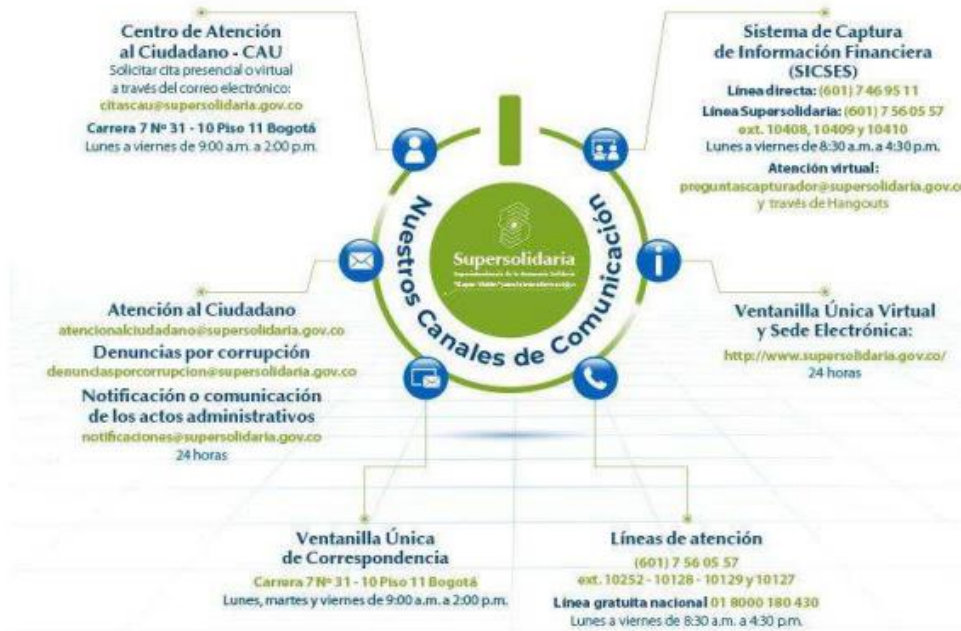 Centro de Atención
al Ciudadano - CAU
Solicitar cita presencial o virtual
a través del correo electrónico:
citascau@supersolidaria.gov.co
Carrera 7 Nº 31 - 10 Piso 11 Bogotá
Lunes a viernes de 9:00 a.m. a 2:00 p.m.
Sistema de Captura
de Información Financiera
(SICSES)
Línea directa: (601) 7 46 95 11
Línea Supersolidaria: (601) 7 56 05 57
ext. 10408, 10409 y 10410
Lunes a viernes de 8:30 a.m. a 4:30 p.m.
Atención virtual:
preguntascapturador@supersolidaria.gov.co
y través de Hangouts
Nuestros Canales de Comunicación
Supersolidaria
Superintendencia de la Economía Solidaria
Atención al Ciudadano
atencionalciudadano@supersolidaria.gov.co
Denuncias por corrupción
denunciasporcorrupcion@supersolidaria.gov.co
Notificación o comunicación
de los actos administrativos
notificaciones@supersolidaria.gov.co
24 horas
Ventanilla Única Virtual
y Sede Electrónica:
http://www.supersolidaria.gov.co/
24 horas
Ventanilla Única
de Correspondencia
Carrera 7 Nº 31 - 10 Piso 11 Bogotá
Lunes, martes y viernes de 9:00 a.m. a 2:00 p.m.
Líneas de atención
(601) 7 56 05 57
ext. 10252 - 10128 - 10129 y 10127
Línea gratuita nacional 01 8000 180 430
Lunes a viernes de 8:30 a.m. a 4:30 p.m.